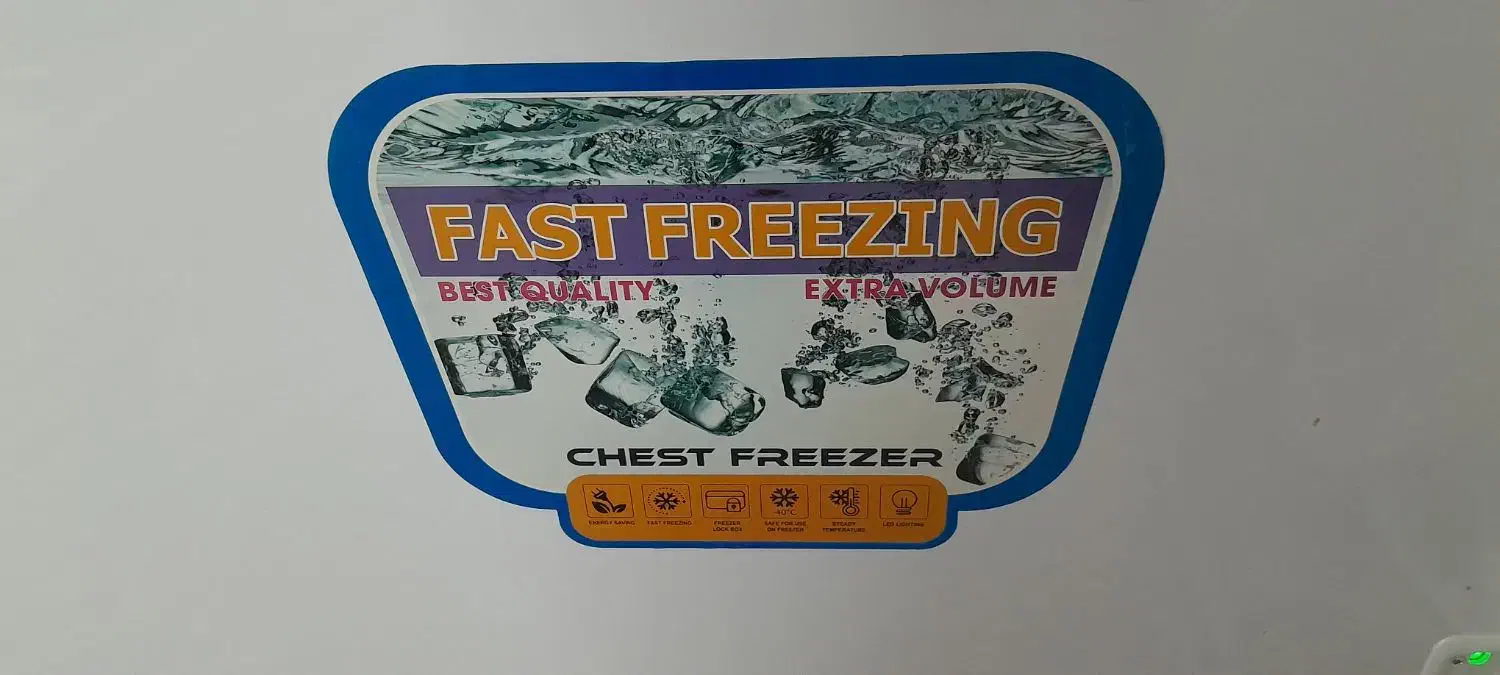 FAST FREEZING
BEST QUALITY EXTRA VOLUME
CHEST FREEZER
-40°C
ENERGY SAVING FAST FREEZING FREEZER LOCK BOX SAFE FOR USE ON FREEZER STEADY TEMPERATURE LED LIGHTING